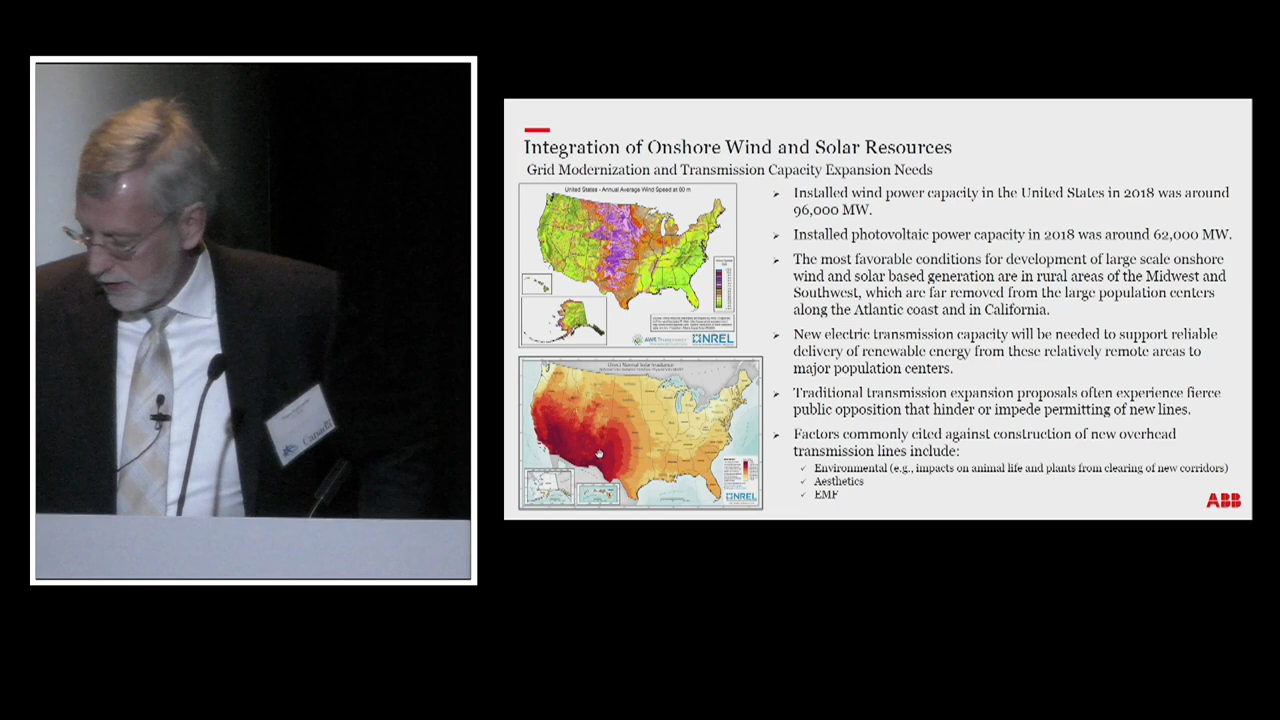 Integration of Onshore Wind and Solar Resources
Grid Modernization and Transmission Capacity Expansion Needs
United States - Annual Average Wind Speed at 80 m
AWS Truepower
NREL
Direct Normal Solar Irradiance
NREL
Installed wind power capacity in the United States in 2018 was around
96,000 MW.
Installed photovoltaic power capacity in 2018 was around 62,000 MW.
The most favorable conditions for development of large scale onshore
wind and solar based generation are in rural areas of the Midwest and
Southwest, which are far removed from the large population centers
along the Atlantic coast and in California.
New electric transmission capacity will be needed to support reliable
delivery of renewable energy from these relatively remote areas to
major population centers.
Traditional transmission expansion proposals often experience fierce
public opposition that hinder or impede permitting of new lines.
Factors commonly cited against construction of new overhead
transmission lines include:
✓ Environmental (e.g., impacts on animal life and plants from clearing of new corridors)
✓ Aesthetics
✓ EMF
ABB
Canada